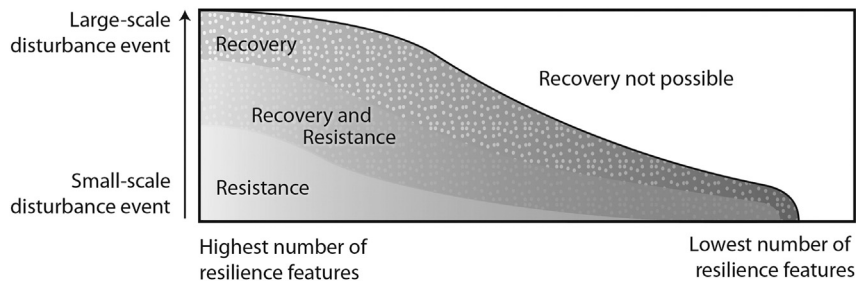 Large-scale
disturbance event
Recovery
Recovery not possible
Recovery and
Resistance
Small-scale
disturbance event
Resistance
Highest number of
resilience features
Lowest number of
resilience features